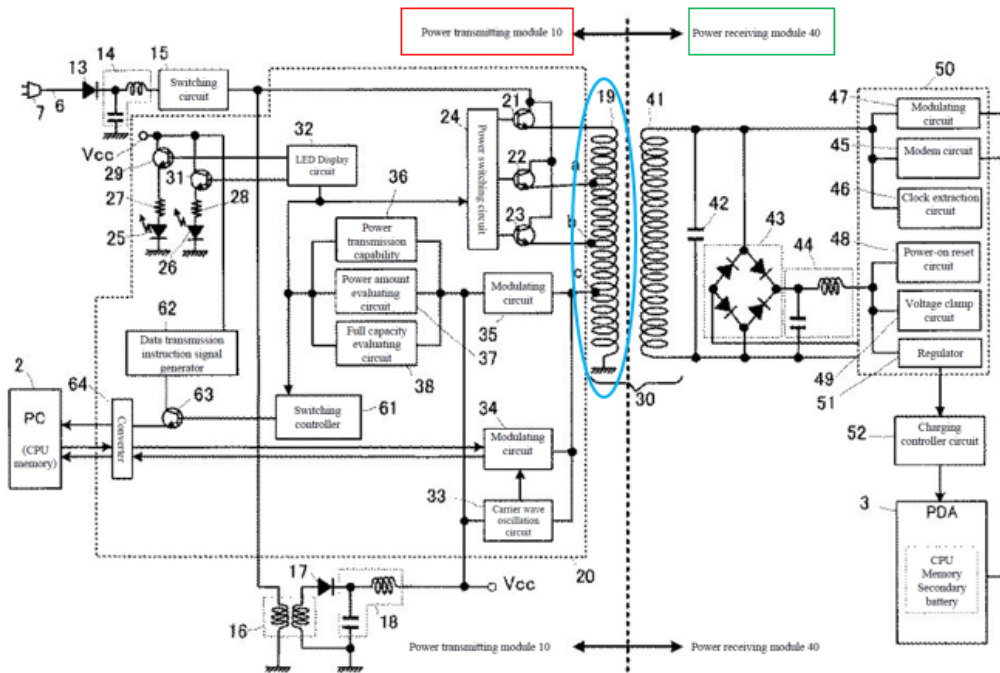 Power transmitting module 10
Power receiving module 40
13
14
15
Switching
circuit
7
6
Vcc
29
31
27
28
25
26
32
LED Display
circuit
24
Power switching circuit
21
22
23
19
a
b
c
41
36
Power
transmission
capability
Power amount
evaluating circuit
37
Full capacity
evaluating circuit
38
Modulating
circuit
35
62
Data transmission
instruction signal
generator
63
Switching
controller
61
64
Converter
2
PC
(CPU
memory)
34
Modulating
circuit
33
Carrier wave
oscillation circuit
20
16
17
18
Vcc
30
42
43
44
50
47
Modulating
circuit
45
Modem circuit
46
Clock extraction
circuit
48
Power-on reset
circuit
Voltage clamp
circuit
49
Regulator
51
52
Charging
controller circuit
3
PDA
CPU
Memory
Secondary
battery
Power transmitting module 10
Power receiving module 40